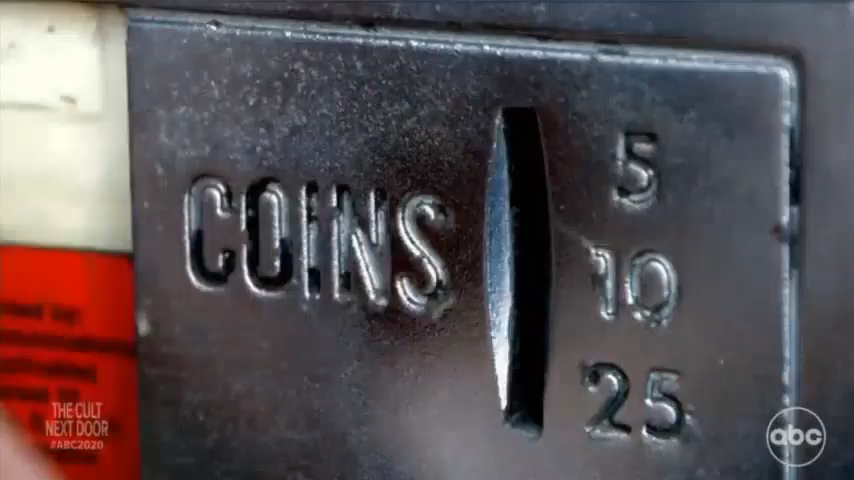 COINS
5
10
25
THE CULT
NEXT DOOR
#ABC2020
abc